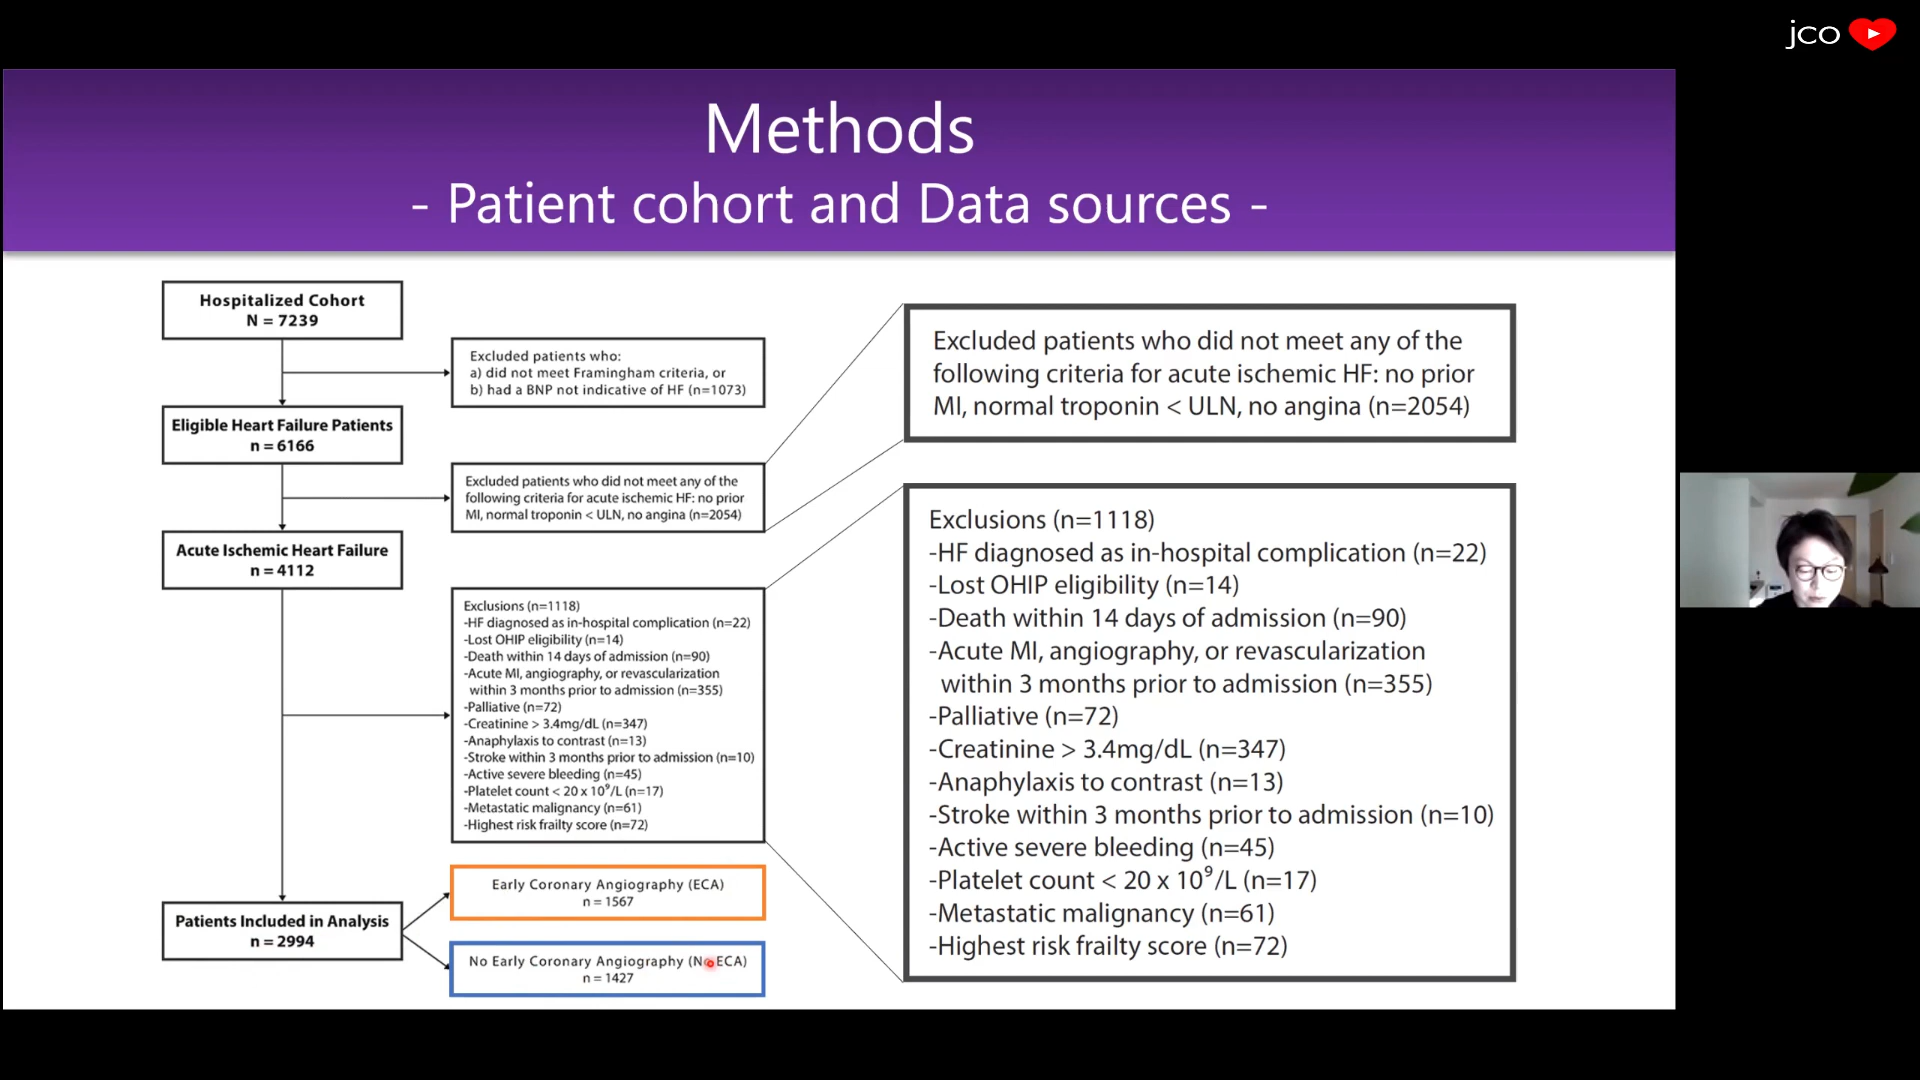 jco
Methods
- Patient cohort and Data sources -
Hospitalized Cohort
N = 7239
Excluded patients who:
a) did not meet Framingham criteria, or
b) had a BNP not indicative of HF (n=1073)
Eligible Heart Failure Patients
n = 6166
Excluded patients who did not meet any of the
following criteria for acute ischemic HF: no prior
MI, normal troponin < ULN, no angina (n=2054)
Acute Ischemic Heart Failure
n = 4112
Exclusions (n=1118)
-HF diagnosed as in-hospital complication (n=22)
-Lost OHIP eligibility (n=14)
-Death within 14 days of admission (n=90)
-Acute MI, angiography, or revascularization
within 3 months prior to admission (n=355)
-Palliative (n=72)
-Creatinine > 3.4mg/dL (n=347)
-Anaphylaxis to contrast (n=13)
-Stroke within 3 months prior to admission (n=10)
-Active severe bleeding (n=45)
-Platelet count < 20 x 10⁹/L (n=17)
-Metastatic malignancy (n=61)
-Highest risk frailty score (n=72)
Patients Included in Analysis
n = 2994
Early Coronary Angiography (ECA)
n = 1567
No Early Coronary Angiography (No ECA)
n = 1427
Excluded patients who did not meet any of the
following criteria for acute ischemic HF: no prior
MI, normal troponin < ULN, no angina (n=2054)
Exclusions (n=1118)
-HF diagnosed as in-hospital complication (n=22)
-Lost OHIP eligibility (n=14)
-Death within 14 days of admission (n=90)
-Acute MI, angiography, or revascularization
within 3 months prior to admission (n=355)
-Palliative (n=72)
-Creatinine > 3.4mg/dL (n=347)
-Anaphylaxis to contrast (n=13)
-Stroke within 3 months prior to admission (n=10)
-Active severe bleeding (n=45)
-Platelet count < 20 x 10⁹/L (n=17)
-Metastatic malignancy (n=61)
-Highest risk frailty score (n=72)